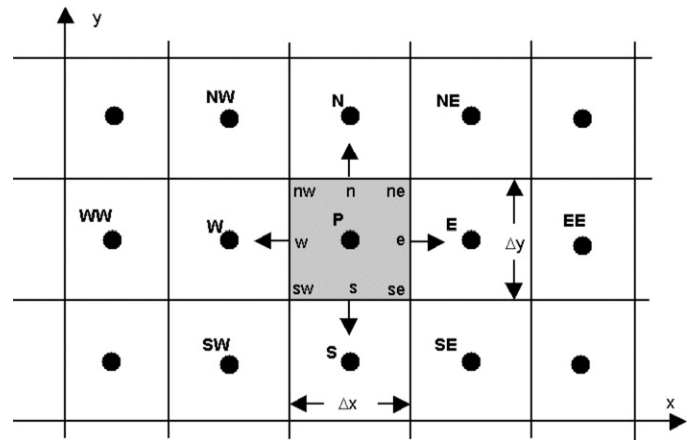 y
NW N NE
nw n ne
WW W w P e E Δy EE
sw s se
SW S SE
Δx x